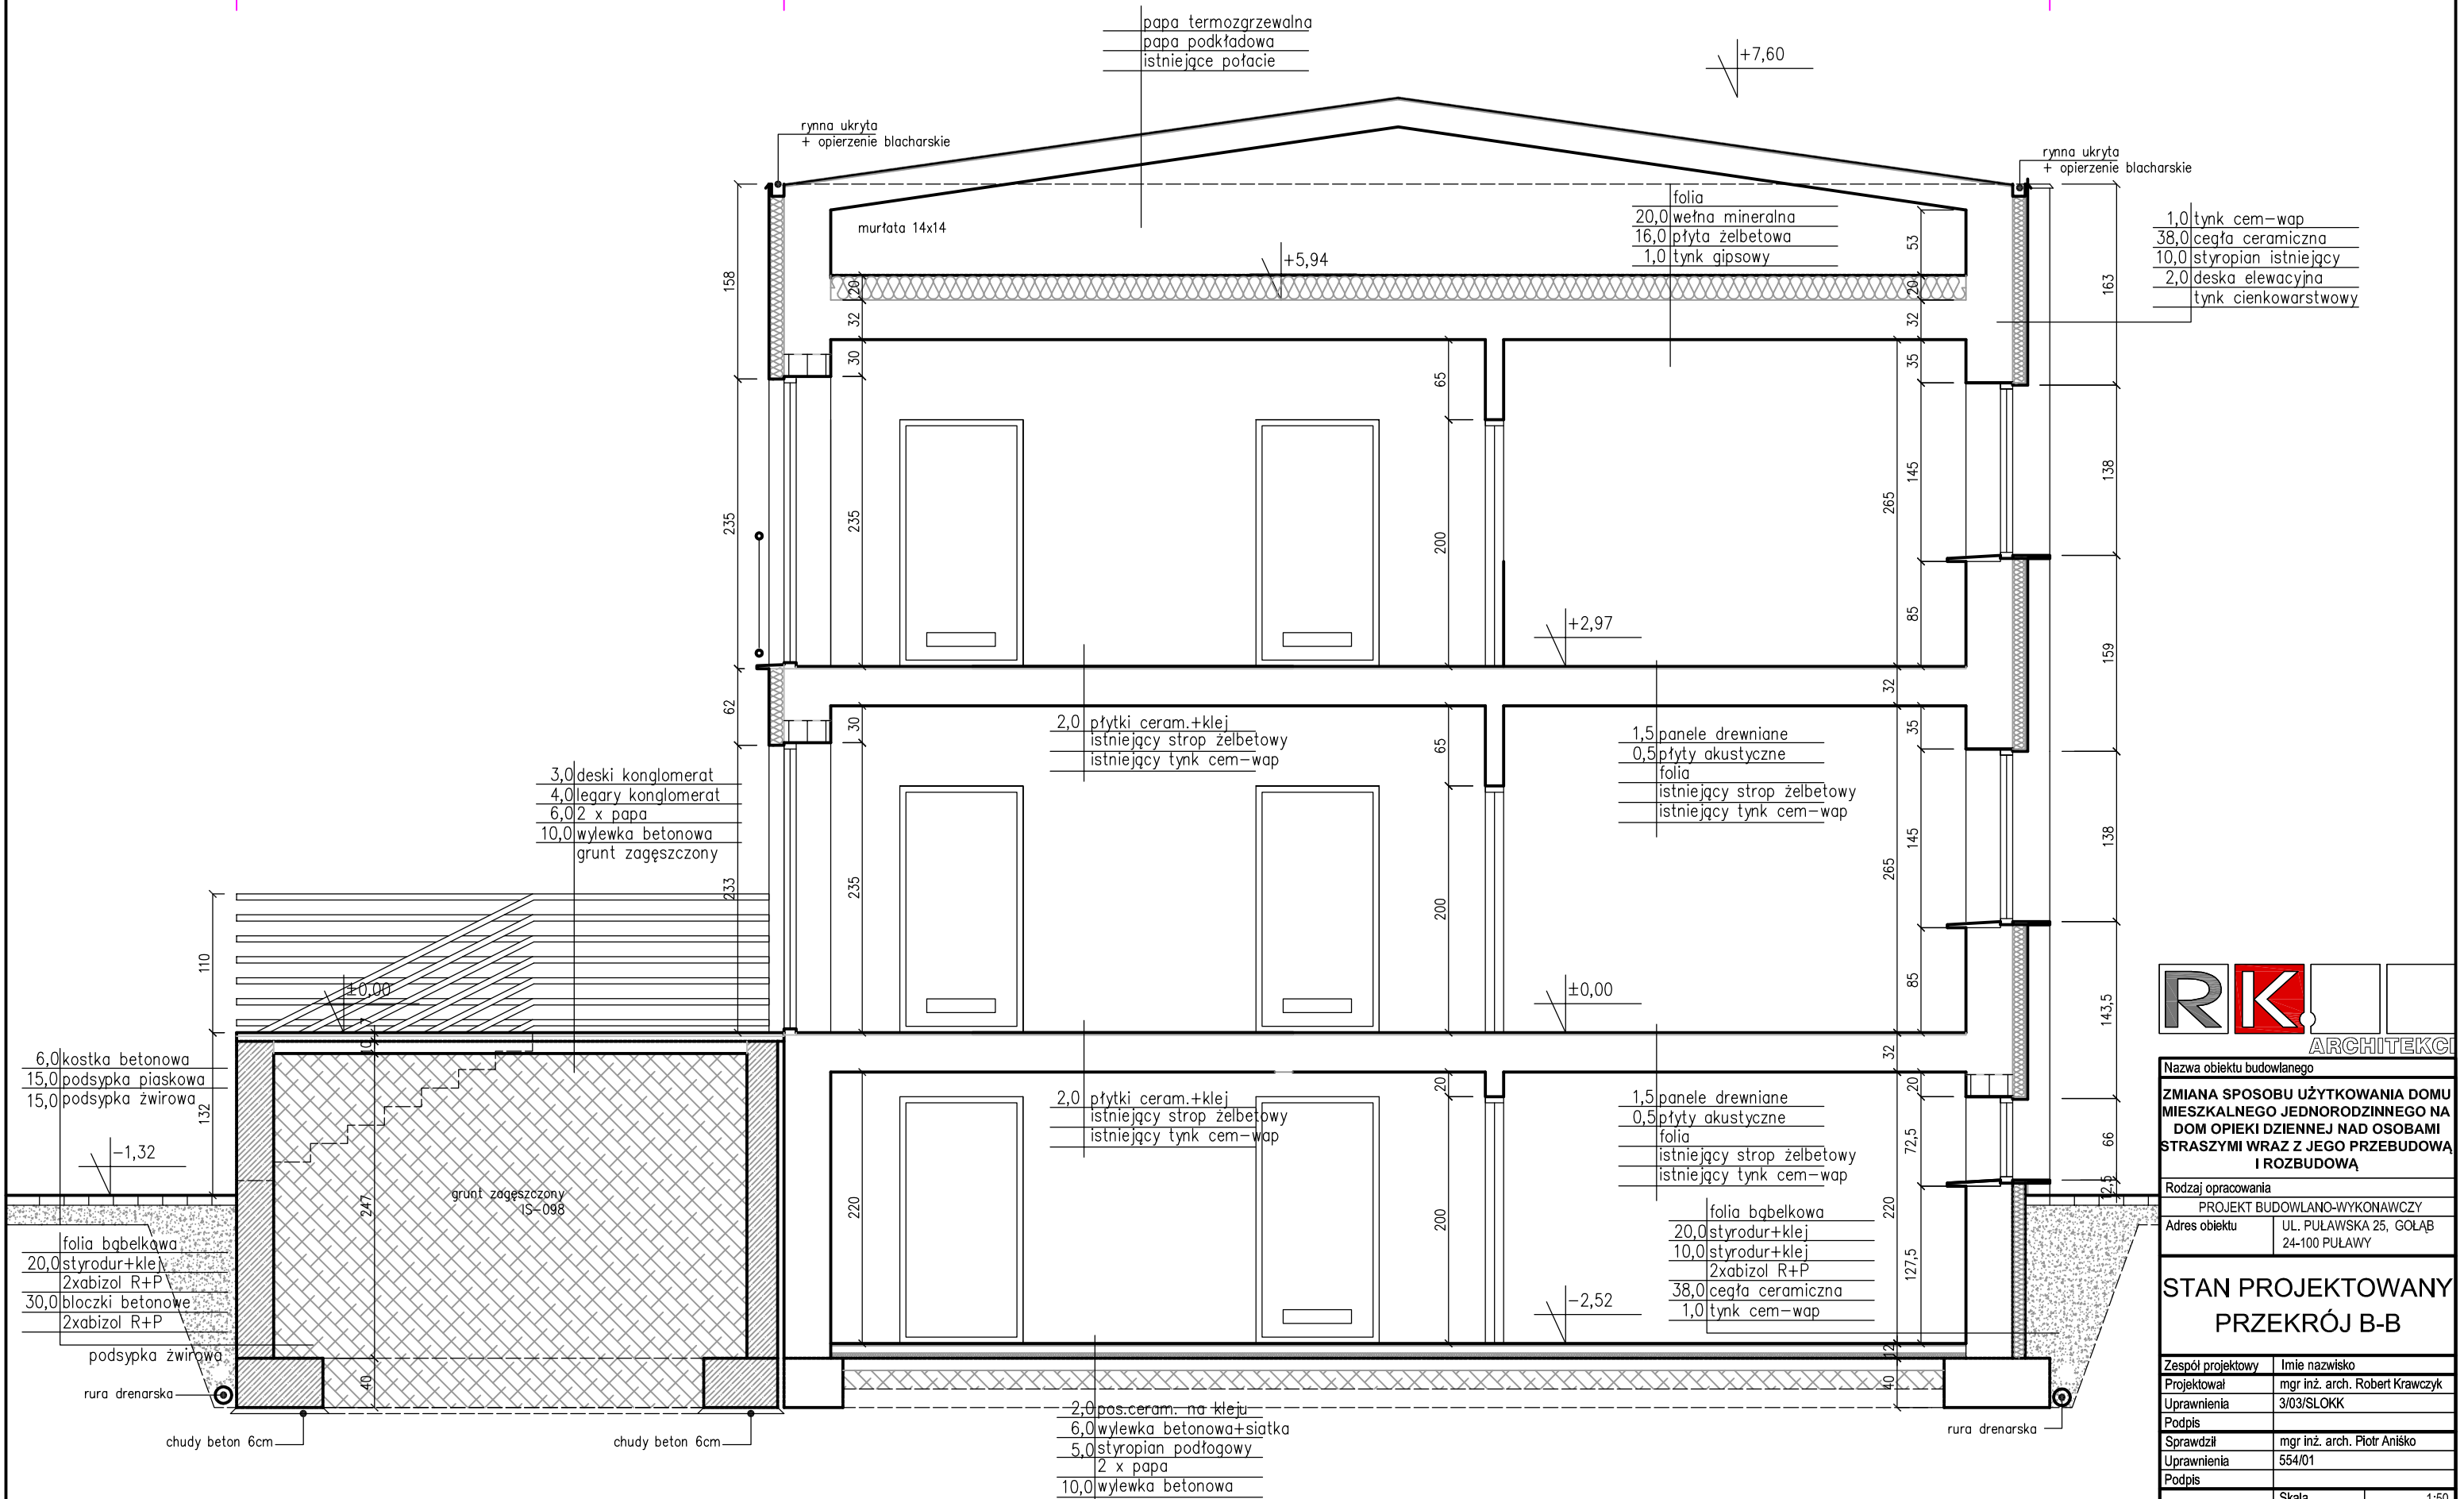 papa termozgrzewalna
papa podkładowa
istniejące połacie
+7,60
rynna ukryta
+ opierzenie blacharskie
rynna ukryta
+ opierzenie blacharskie
murłata 14x14
+5,94
folia
20,0 wełna mineralna
16,0 płyta żelbetowa
1,0 tynk gipsowy
1,0 tynk cem-wap
38,0 cegła ceramiczna
10,0 styropian istniejący
2,0 deska elewacyjna
tynk cienkowarstwowy
158
20
32
30
53
20
32
35
163
65
235
235
200
265
145
85
138
+2,97
159
62
30
32
35
2,0 płytki ceram.+klej
istniejący strop żelbetowy
istniejący tynk cem-wap
65
1,5 panele drewniane
0,5 płyty akustyczne
folia
istniejący strop żelbetowy
istniejący tynk cem-wap
3,0 deski konglomerat
4,0 legary konglomerat
6,0 2 x papa
10,0 wylewka betonowa
grunt zagęszczony
233
235
200
265
145
85
138
110
±0,00
±0,00
143,5
7
10
32
6,0 kostka betonowa
15,0 podsypka piaskowa
15,0 podsypka żwirowa
132
-1,32
2,0 płytki ceram.+klej
istniejący strop żelbetowy
istniejący tynk cem-wap
20
1,5 panele drewniane
0,5 płyty akustyczne
folia
istniejący strop żelbetowy
istniejący tynk cem-wap
20
72,5
66
12,5
grunt zagęszczony
IS-098
247
220
200
220
127,5
folia bąbelkowa
20,0 styrodur+klej
2xabizol R+P
30,0 bloczki betonowe
2xabizol R+P
podsypka żwirowa
folia bąbelkowa
20,0 styrodur+klej
10,0 styrodur+klej
2xabizol R+P
38,0 cegła ceramiczna
1,0 tynk cem-wap
-2,52
12
40
40
rura drenarska
chudy beton 6cm
chudy beton 6cm
rura drenarska
2,0 pos.ceram. na kleju
6,0 wylewka betonowa+siatka
5,0 styropian podłogowy
2 x papa
10,0 wylewka betonowa
RK
ARCHITEKCI
Nazwa obiektu budowlanego
ZMIANA SPOSOBU UŻYTKOWANIA DOMU
MIESZKALNEGO JEDNORODZINNEGO NA
DOM OPIEKI DZIENNEJ NAD OSOBAMI
STRASZYMI WRAZ Z JEGO PRZEBUDOWĄ
I ROZBUDOWĄ
Rodzaj opracowania
PROJEKT BUDOWLANO-WYKONAWCZY
Adres obiektu UL. PUŁAWSKA 25, GOŁĄB
24-100 PUŁAWY
STAN PROJEKTOWANY
PRZEKRÓJ B-B
Zespół projektowy Imie nazwisko
Projektował mgr inż. arch. Robert Krawczyk
Uprawnienia 3/03/SLOKK
Podpis
Sprawdził mgr inż. arch. Piotr Aniśko
Uprawnienia 554/01
Podpis
Skala 1:50